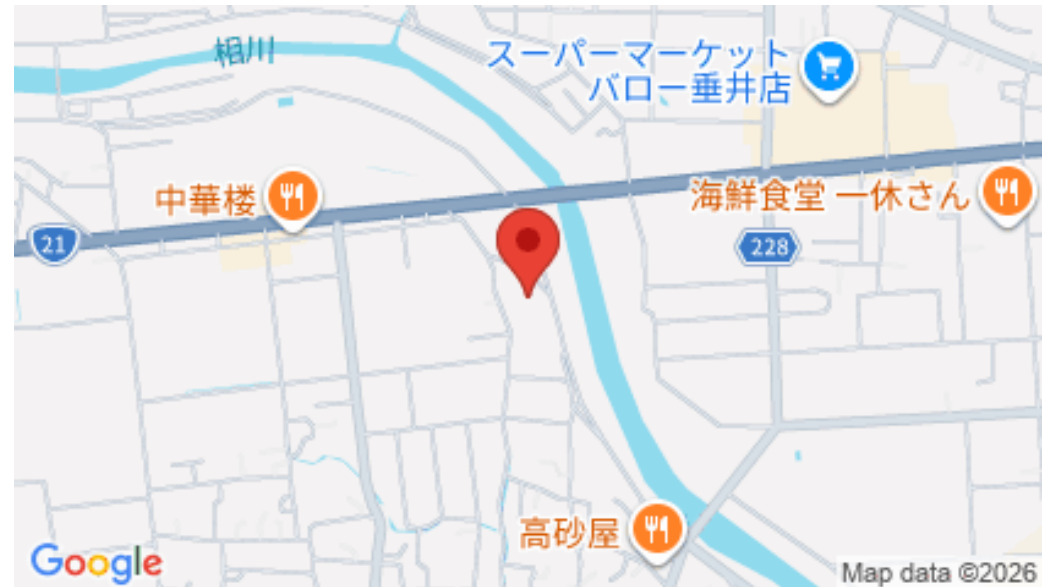 相川
スーパーマーケット
バロー垂井店
中華楼
海鮮食堂 一休さん
21
228
高砂屋
Google
Map data ©2026